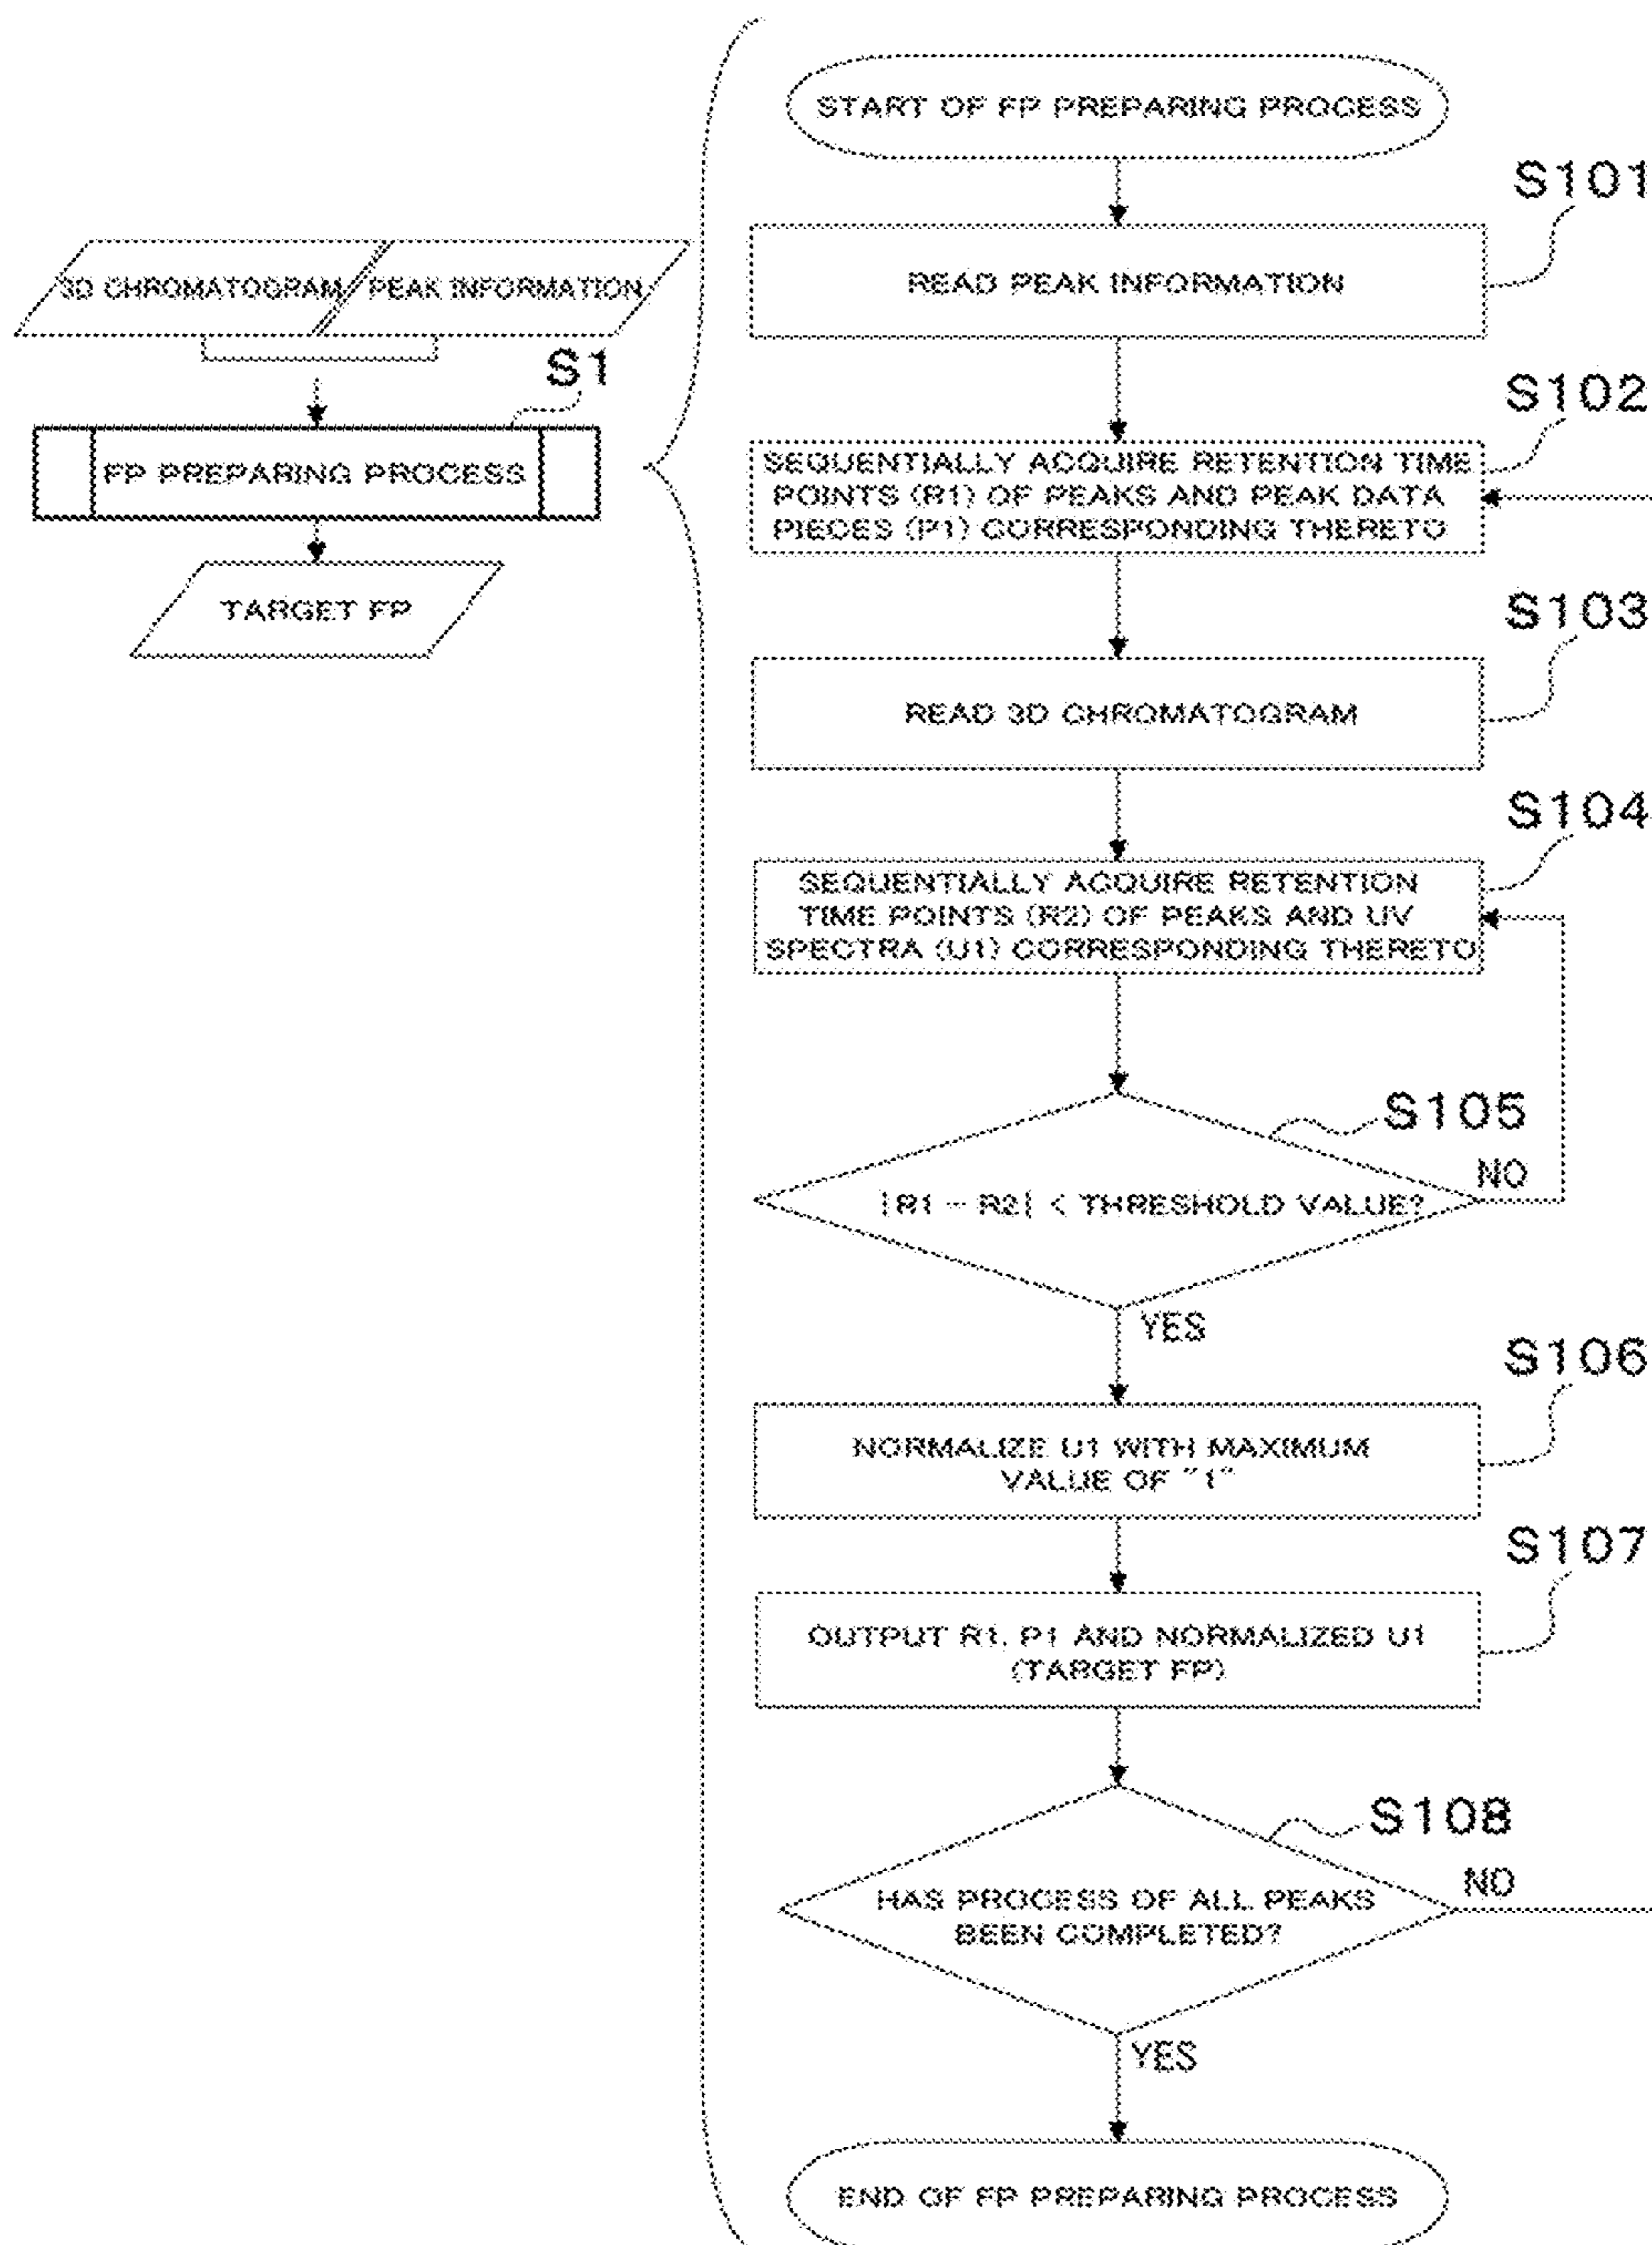 3D CHROMATOGRAM
PEAK INFORMATION
S1
FP PREPARING PROCESS
TARGET FP
START OF FP PREPARING PROCESS
S101
READ PEAK INFORMATION
S102
SEQUENTIALLY ACQUIRE RETENTION TIME
POINTS (R1) OF PEAKS AND PEAK DATA
PIECES (P1) CORRESPONDING THERETO
S103
READ 3D CHROMATOGRAM
S104
SEQUENTIALLY ACQUIRE RETENTION
TIME POINTS (R2) OF PEAKS AND UV
SPECTRA (U1) CORRESPONDING THERETO
S105
|R1 - R2| < THRESHOLD VALUE?
NO
YES
S106
NORMALIZE U1 WITH MAXIMUM
VALUE OF "1"
S107
OUTPUT R1, P1 AND NORMALIZED U1
(TARGET FP)
S108
HAS PROCESS OF ALL PEAKS
BEEN COMPLETED?
NO
YES
END OF FP PREPARING PROCESS